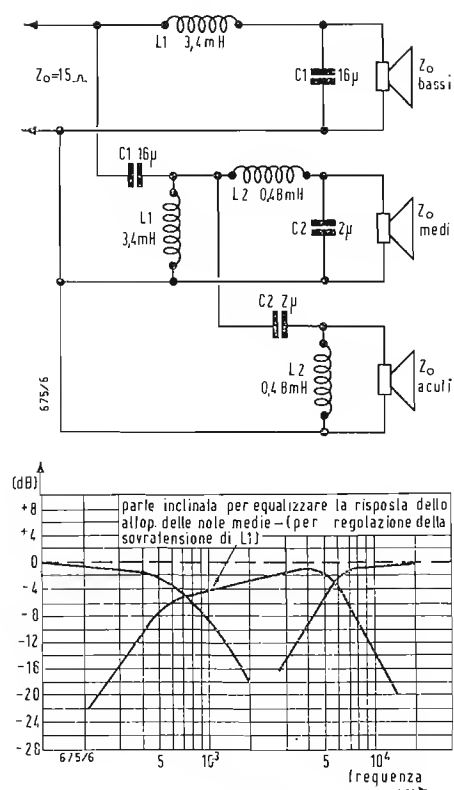 L1 3,4mH
Zo=15Ω
C1 16µ
Zo
bassi
C1 16µ
L2 0,48mH
L1
3,4mH
C2 2µ
Zo
medi
C2 2µ
L2
0,48mH
Zo
acuti
675/6
(dB)
+8
+4
0
-4
-8
-16
-20
-24
-28
parte inclinata per equalizzare la risposta dello
altop. delle note medie-(per regolazione della
sovratensione di L1)
675/6
5
10³
5
10⁴
frequenza